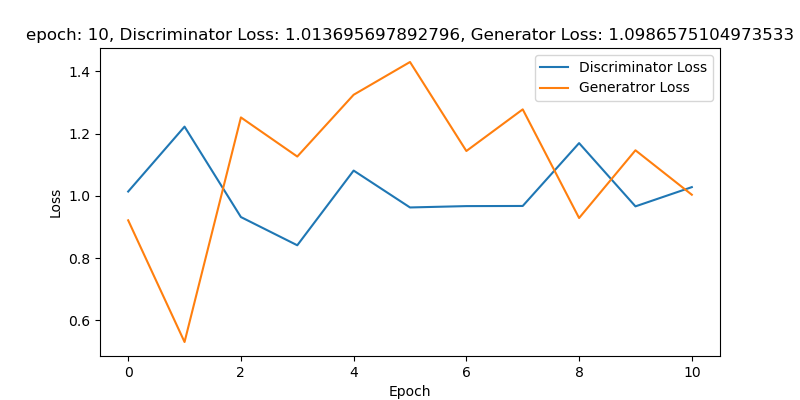 epoch: 10, Discriminator Loss: 1.013695697892796, Generator Loss: 1.0986575104973533
Discriminator Loss
Generatror Loss
1.4
1.2
1.0
0.8
0.6
Loss
0 2 4 6 8 10
Epoch